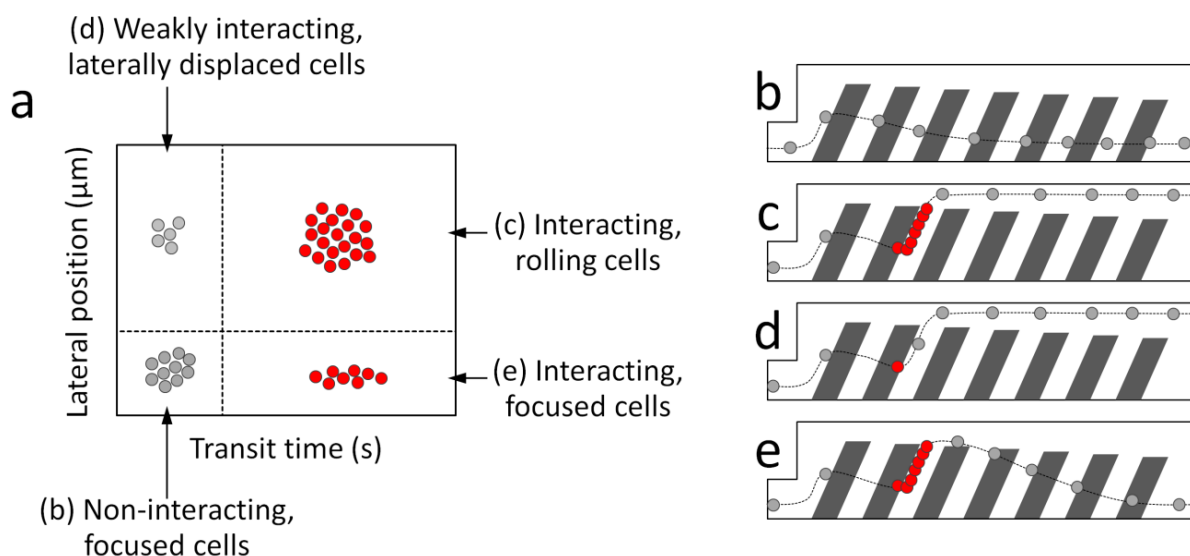 (d) Weakly interacting,
laterally displaced cells
a
Lateral position (µm)
Transit time (s)
(c) Interacting,
rolling cells
(e) Interacting,
focused cells
(b) Non-interacting,
focused cells
b
c
d
e